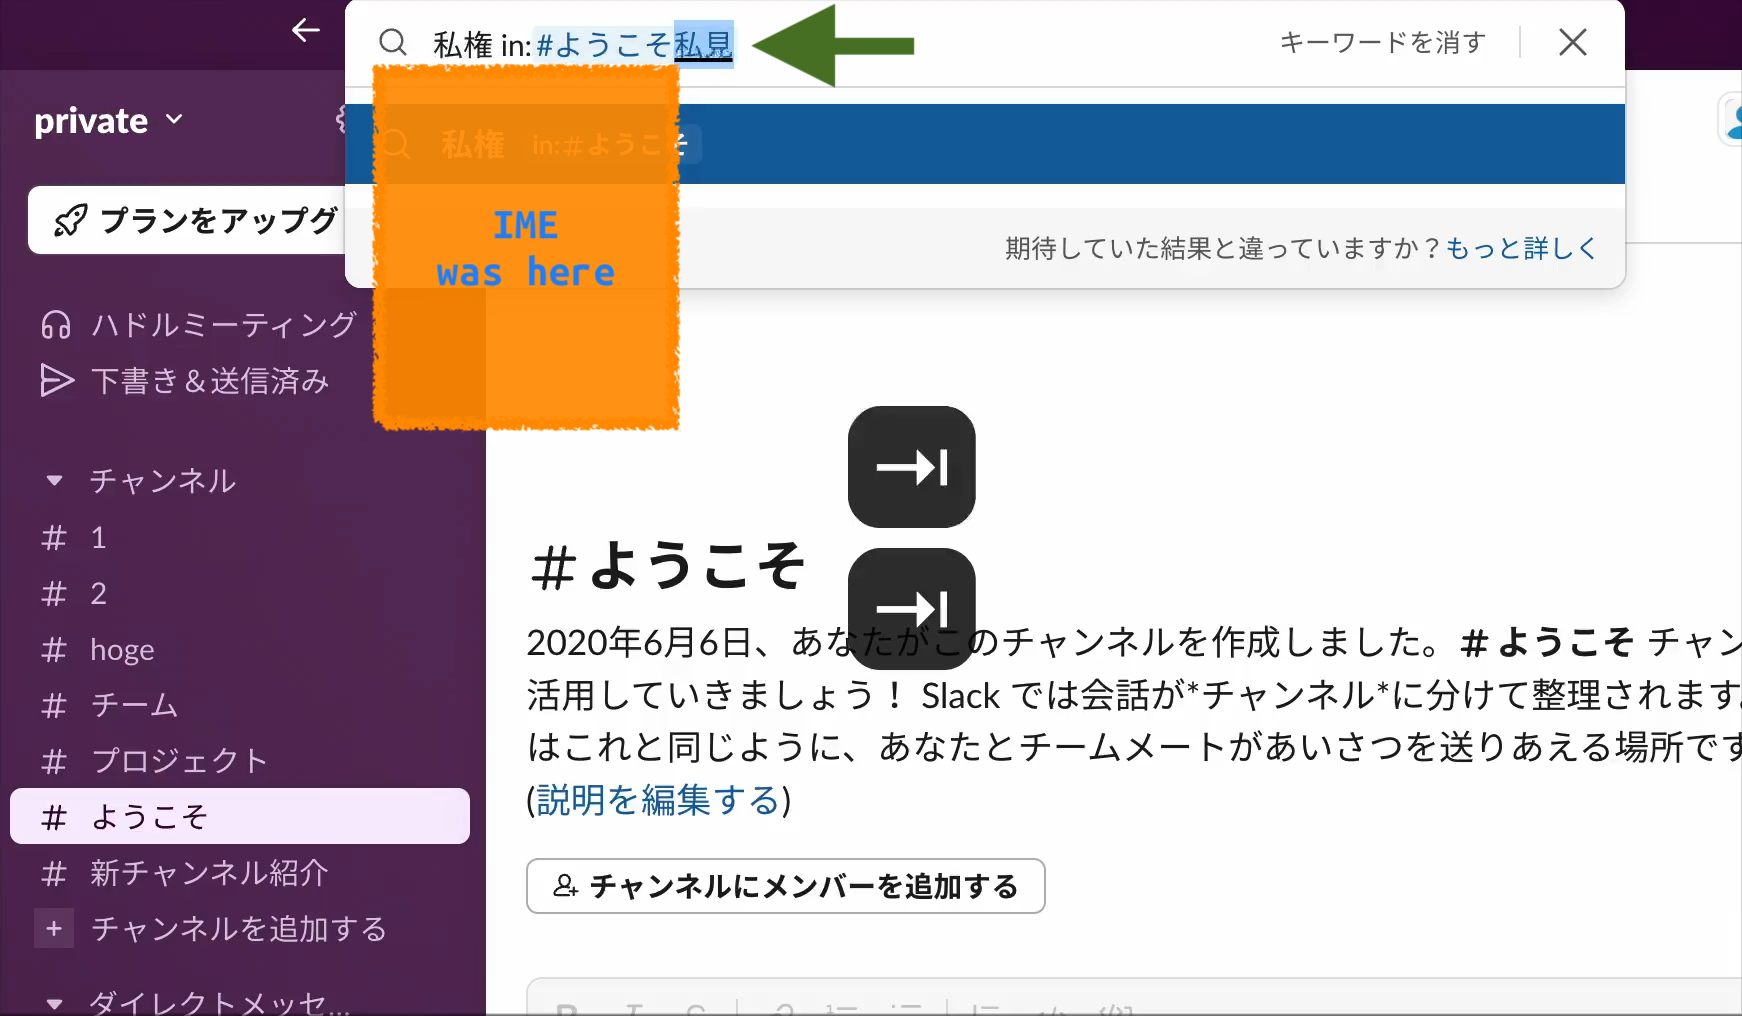 私権 in:#ようこそ私見
キーワードを消す
private
私権 in:#ようこそ
プランをアップグ
IME
was here
期待していた結果と違っていますか？もっと詳しく
ハドルミーティング
下書き＆送信済み
チャンネル
# 1
# 2
# hoge
# チーム
# プロジェクト
# ようこそ
# 新チャンネル紹介
+ チャンネルを追加する
ダイレクトメッセ...
#ようこそ
2020年6月6日、あなたがこのチャンネルを作成しました。#ようこそ チャン
活用していきましょう！ Slack では会話が*チャンネル*に分けて整理されます。
はこれと同じように、あなたとチームメートがあいさつを送りあえる場所です
(説明を編集する)
チャンネルにメンバーを追加する